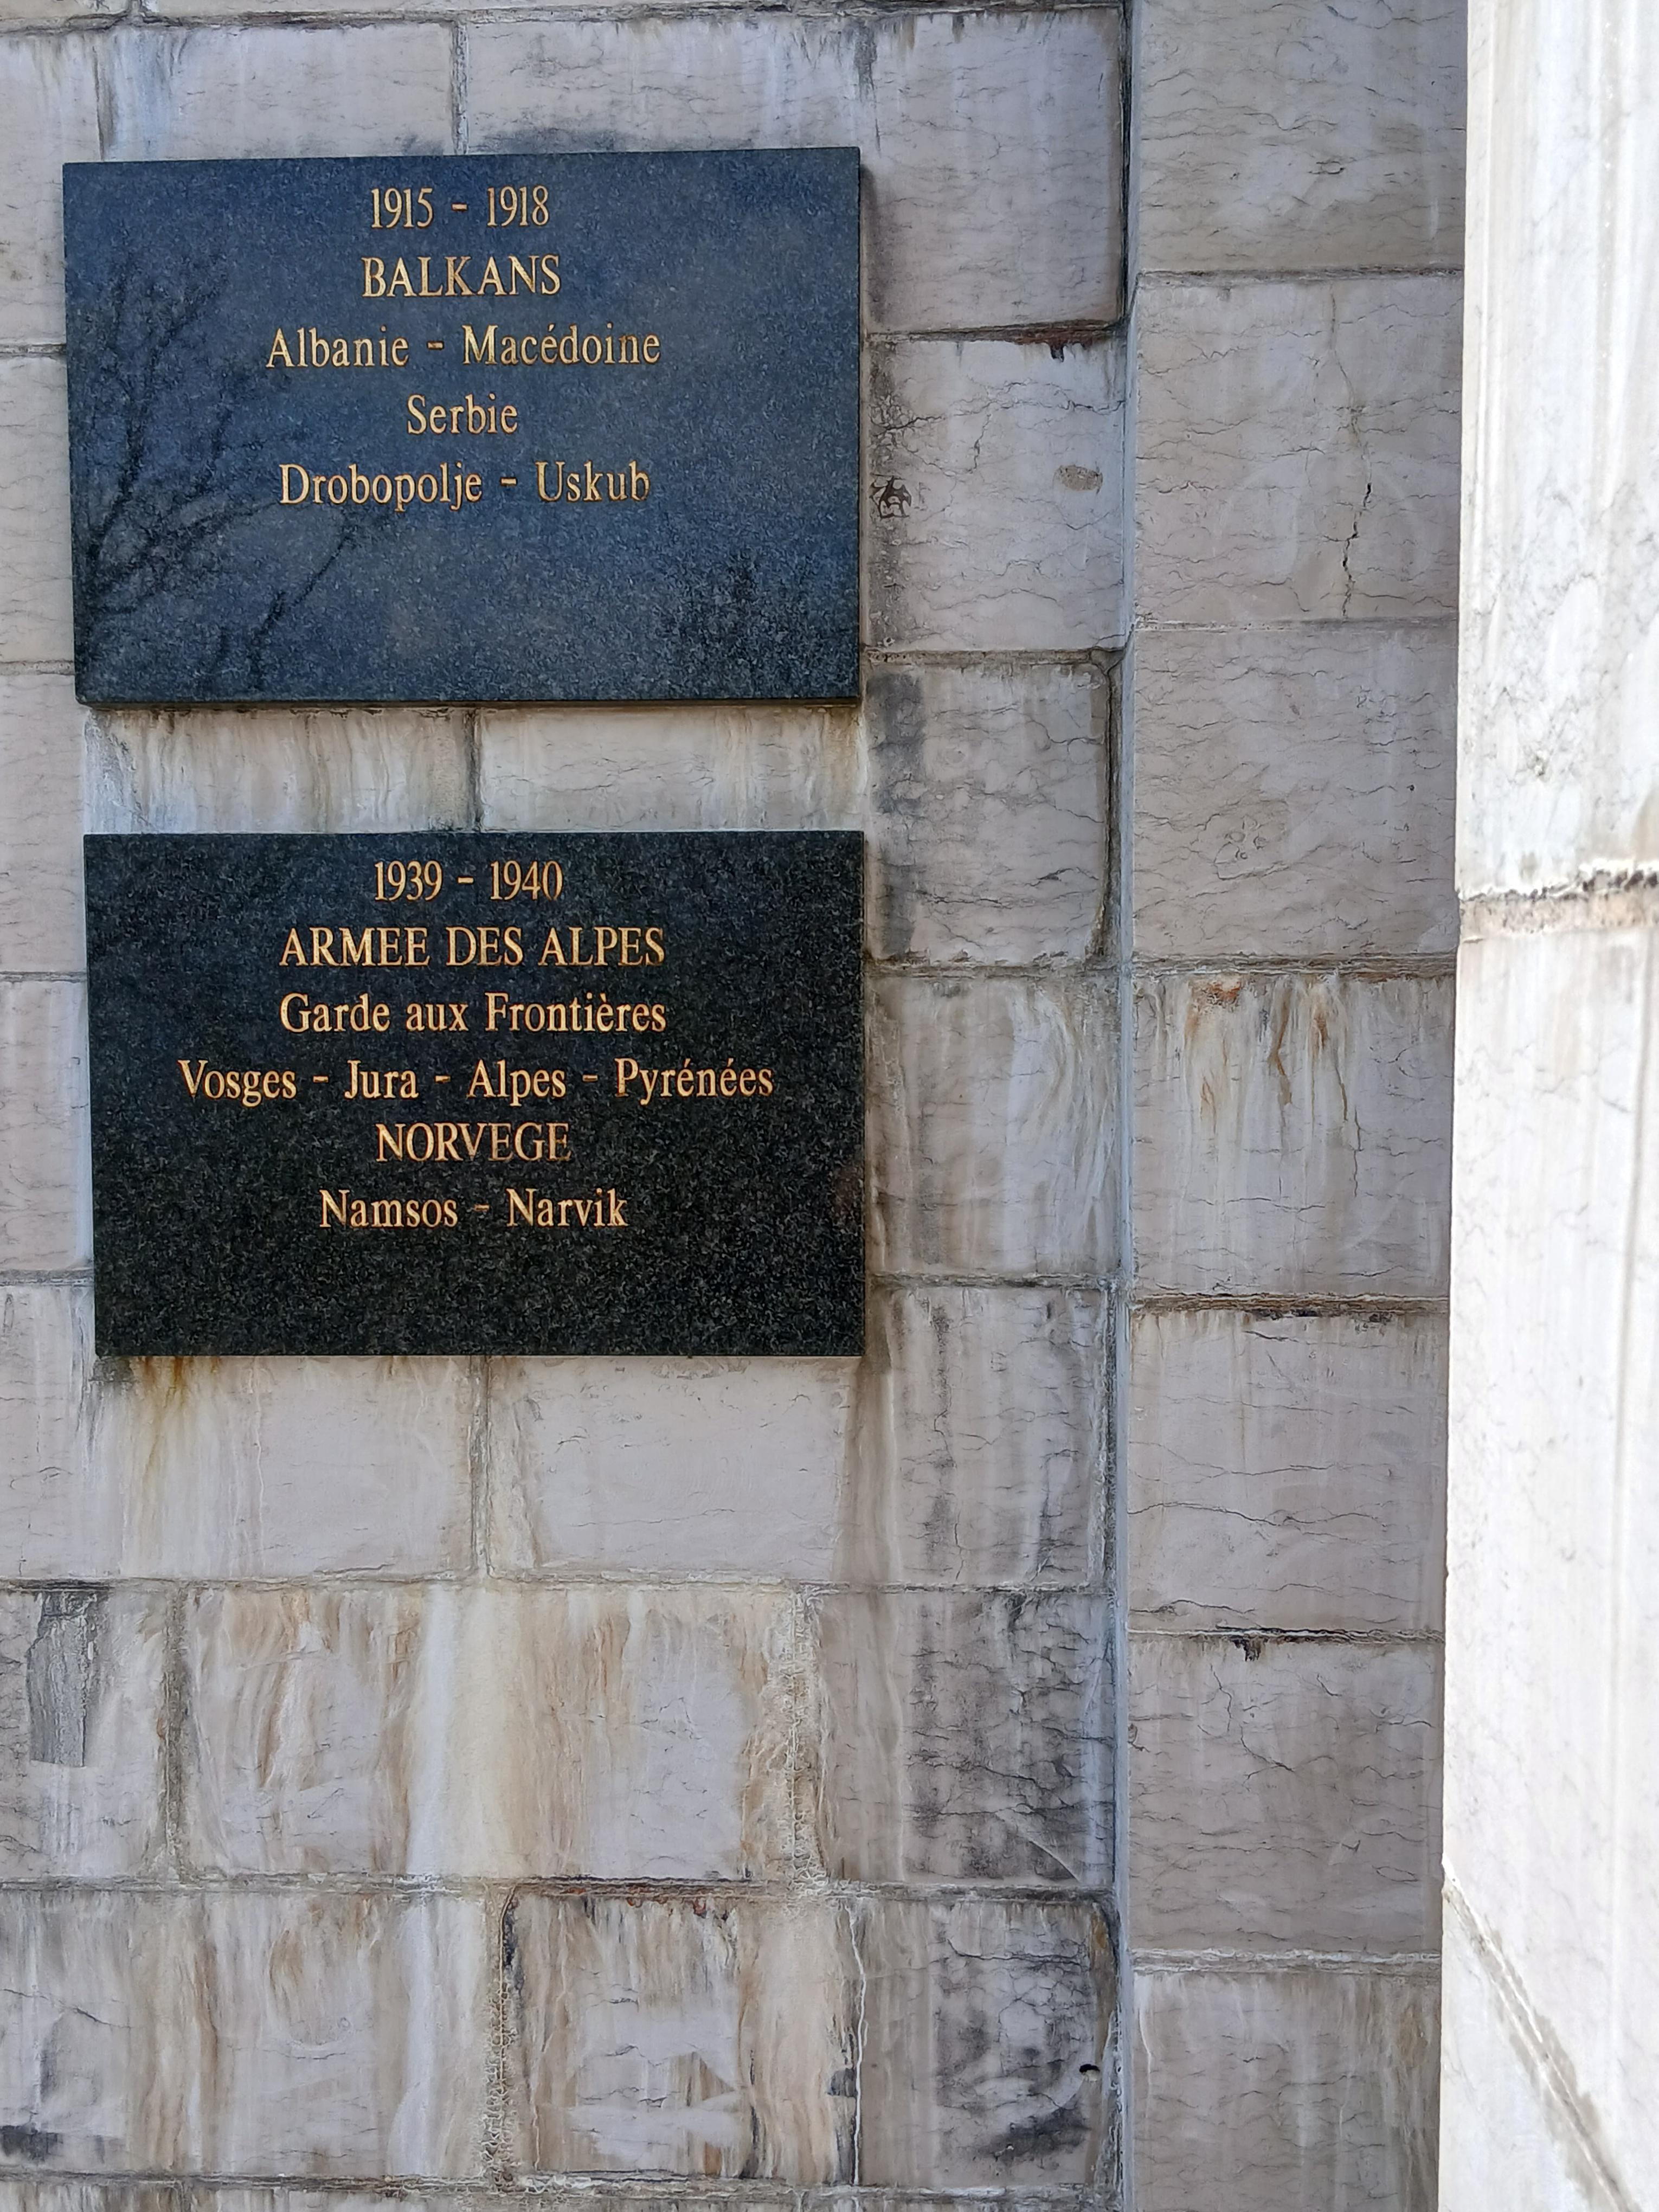 1915 - 1918
BALKANS
Albanie - Macédoine
Serbie
Drobopolje - Uskub
1939 - 1940
ARMEE DES ALPES
Garde aux Frontières
Vosges - Jura - Alpes - Pyrénées
NORVEGE
Namsos - Narvik